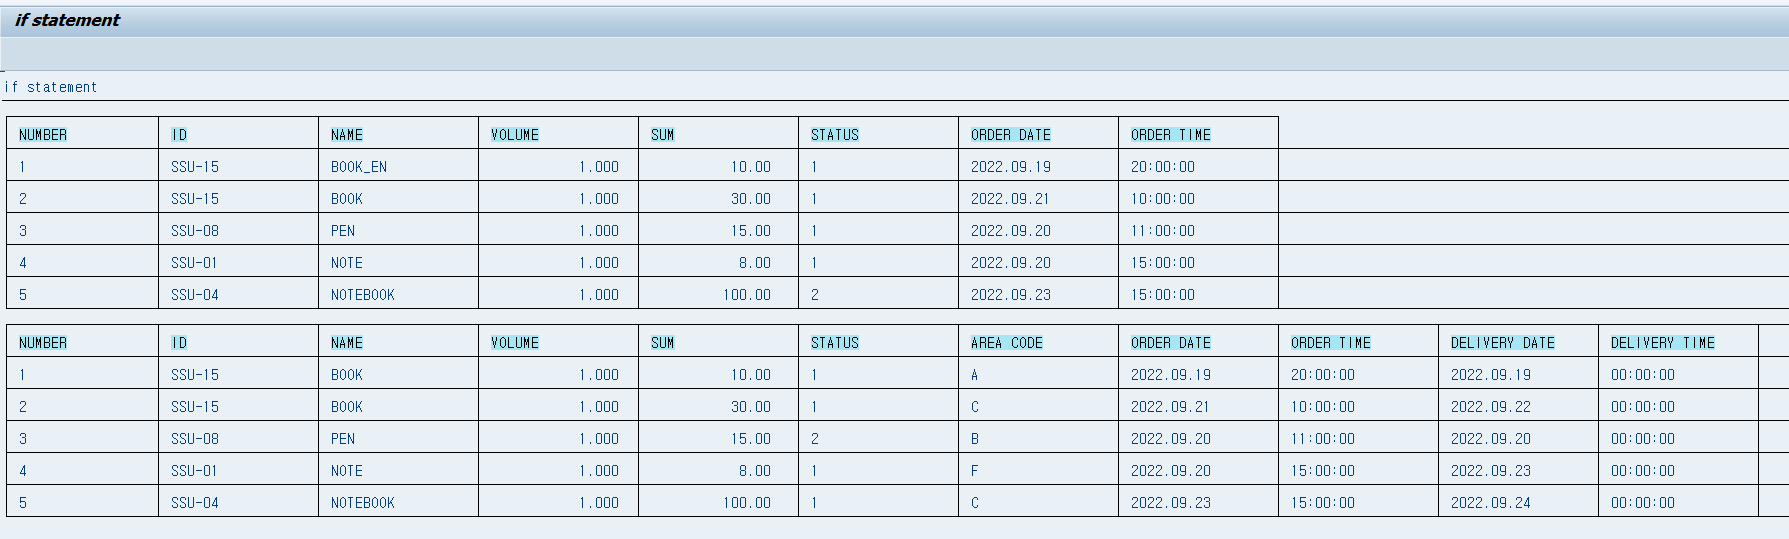 if statement
if statement
NUMBER ID NAME VOLUME SUM STATUS ORDER DATE ORDER TIME
1 SSU-15 BOOK_EN 1.000 10.00 1 2022.09.19 20:00:00
2 SSU-15 BOOK 1.000 30.00 1 2022.09.21 10:00:00
3 SSU-08 PEN 1.000 15.00 1 2022.09.20 11:00:00
4 SSU-01 NOTE 1.000 8.00 1 2022.09.20 15:00:00
5 SSU-04 NOTEBOOK 1.000 100.00 2 2022.09.23 15:00:00
NUMBER ID NAME VOLUME SUM STATUS AREA CODE ORDER DATE ORDER TIME DELIVERY DATE DELIVERY TIME
1 SSU-15 BOOK 1.000 10.00 1 A 2022.09.19 20:00:00 2022.09.19 00:00:00
2 SSU-15 BOOK 1.000 30.00 1 C 2022.09.21 10:00:00 2022.09.22 00:00:00
3 SSU-08 PEN 1.000 15.00 2 B 2022.09.20 11:00:00 2022.09.20 00:00:00
4 SSU-01 NOTE 1.000 8.00 1 F 2022.09.20 15:00:00 2022.09.23 00:00:00
5 SSU-04 NOTEBOOK 1.000 100.00 1 C 2022.09.23 15:00:00 2022.09.24 00:00:00